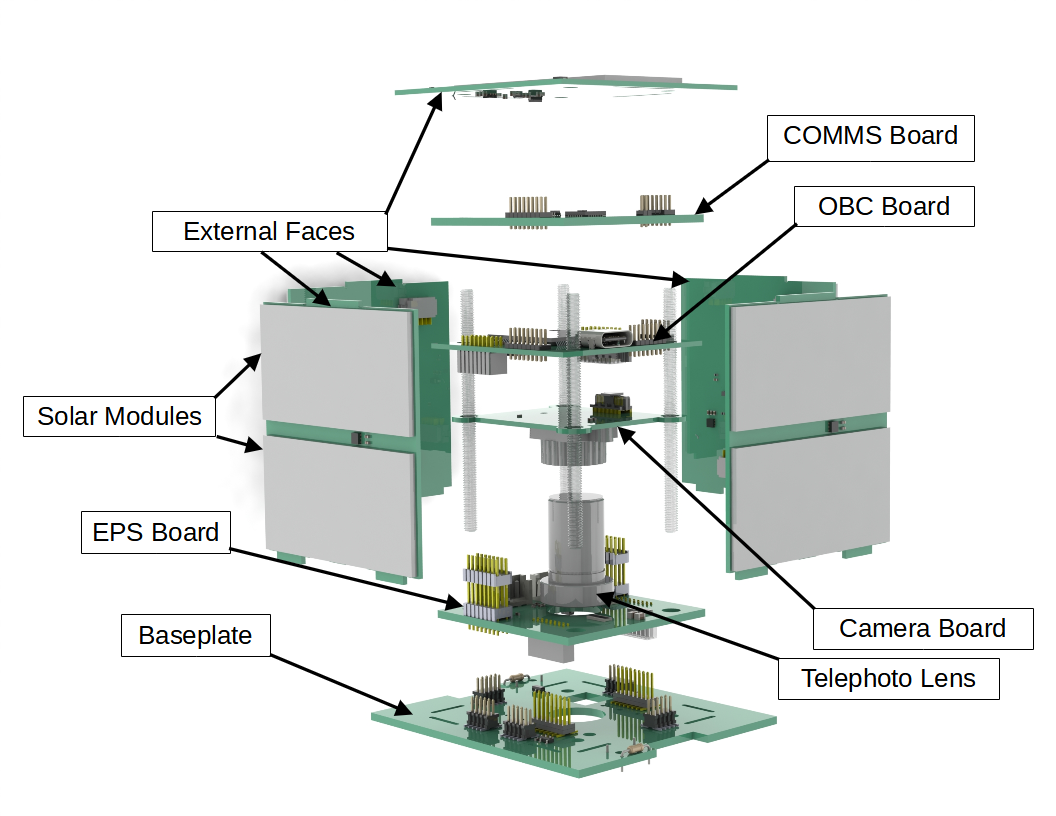 COMMS Board
OBC Board
External Faces
Solar Modules
EPS Board
Baseplate
Camera Board
Telephoto Lens